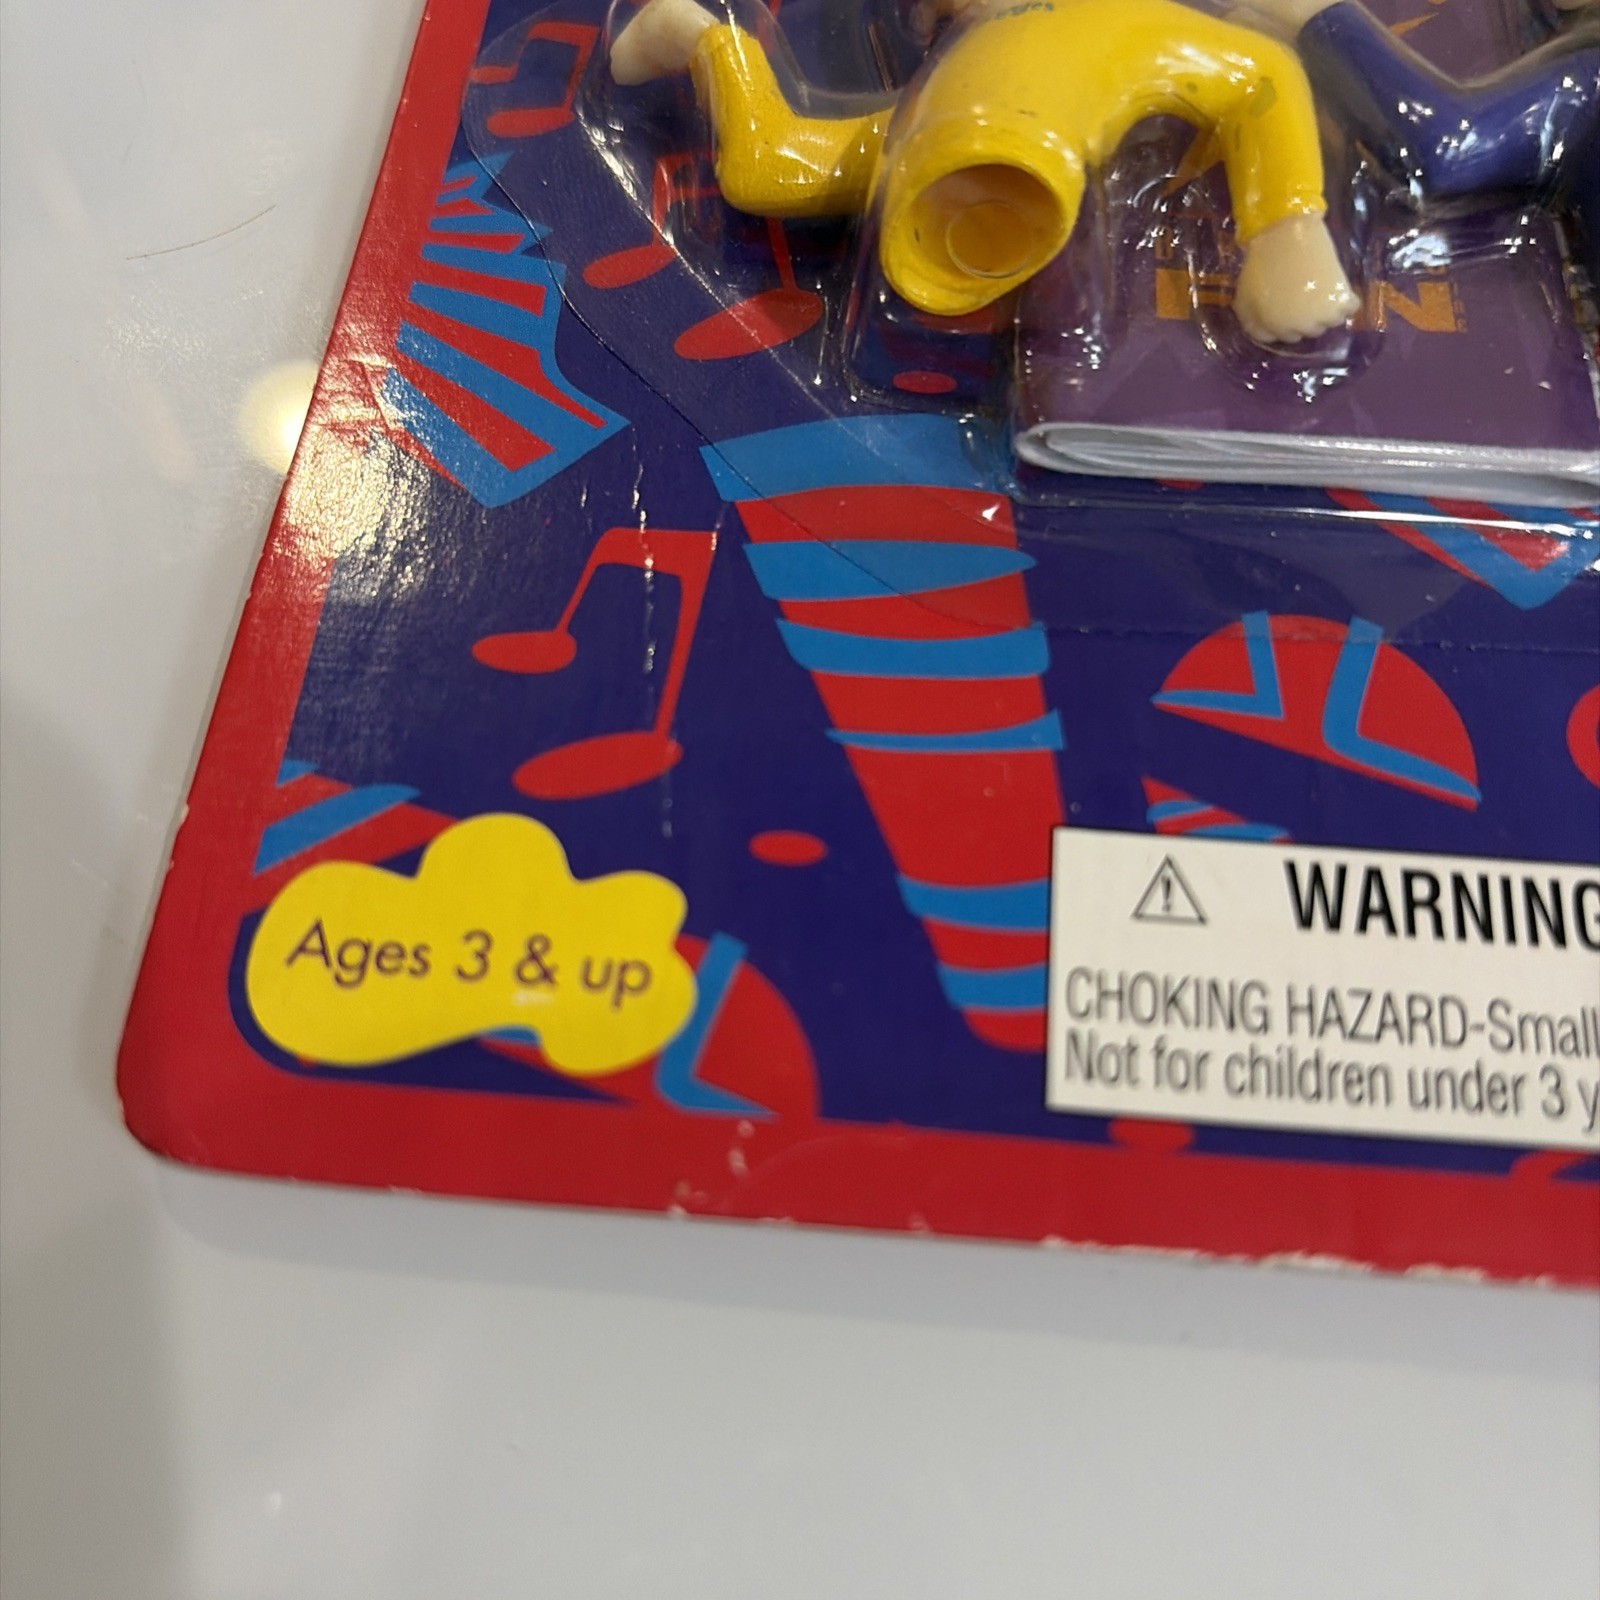 Ages 3 & up
WARNING
CHOKING HAZARD-Small
Not for children under 3 y